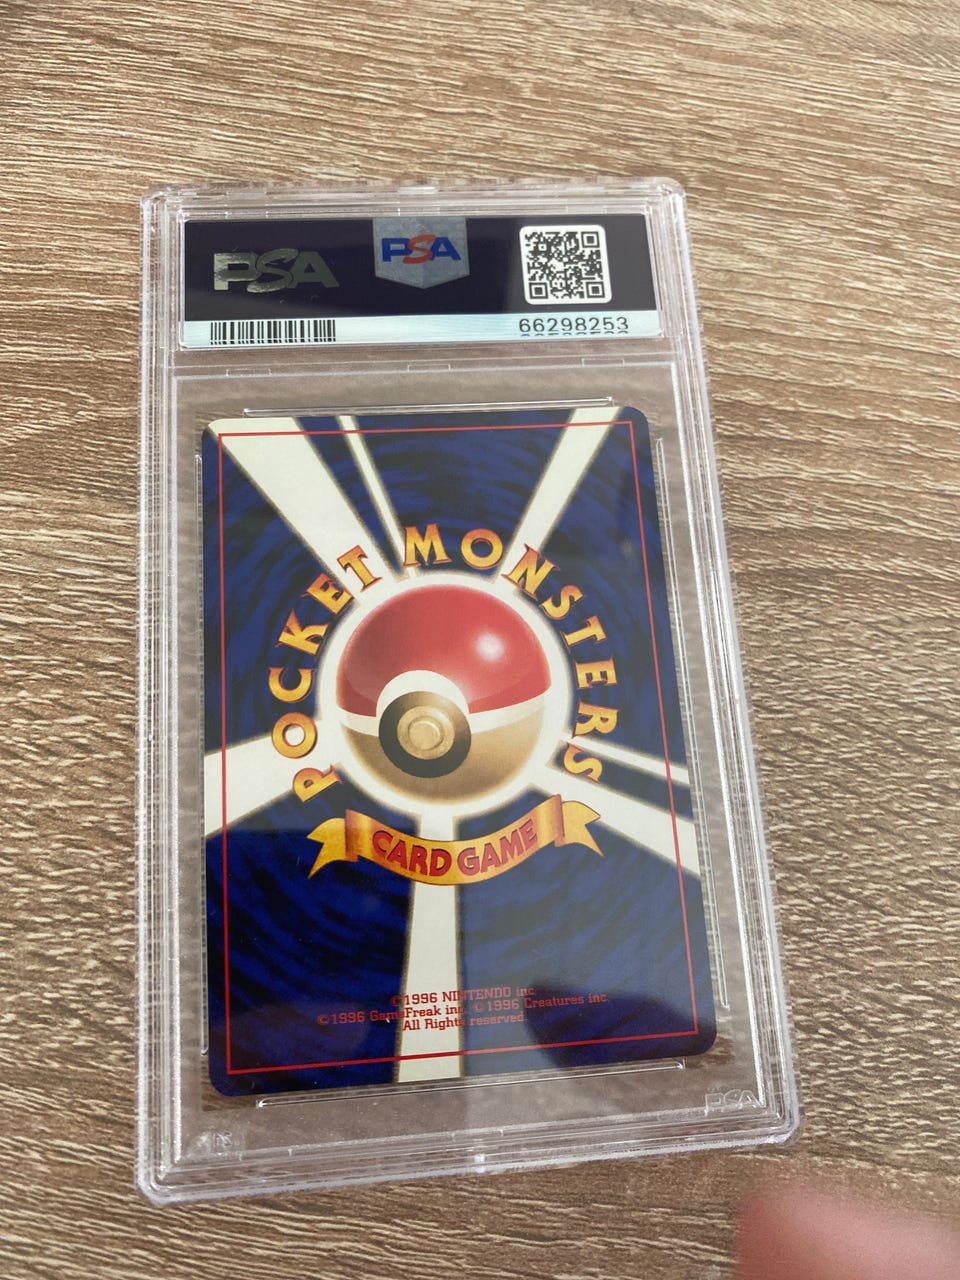 PSA
PSA
66298253
POCKET MONSTERS
CARD GAME
©1996 NINTENDO inc.
©1996 GameFreak inc. ©1996 Creatures inc.
All Rights reserved.
PSA